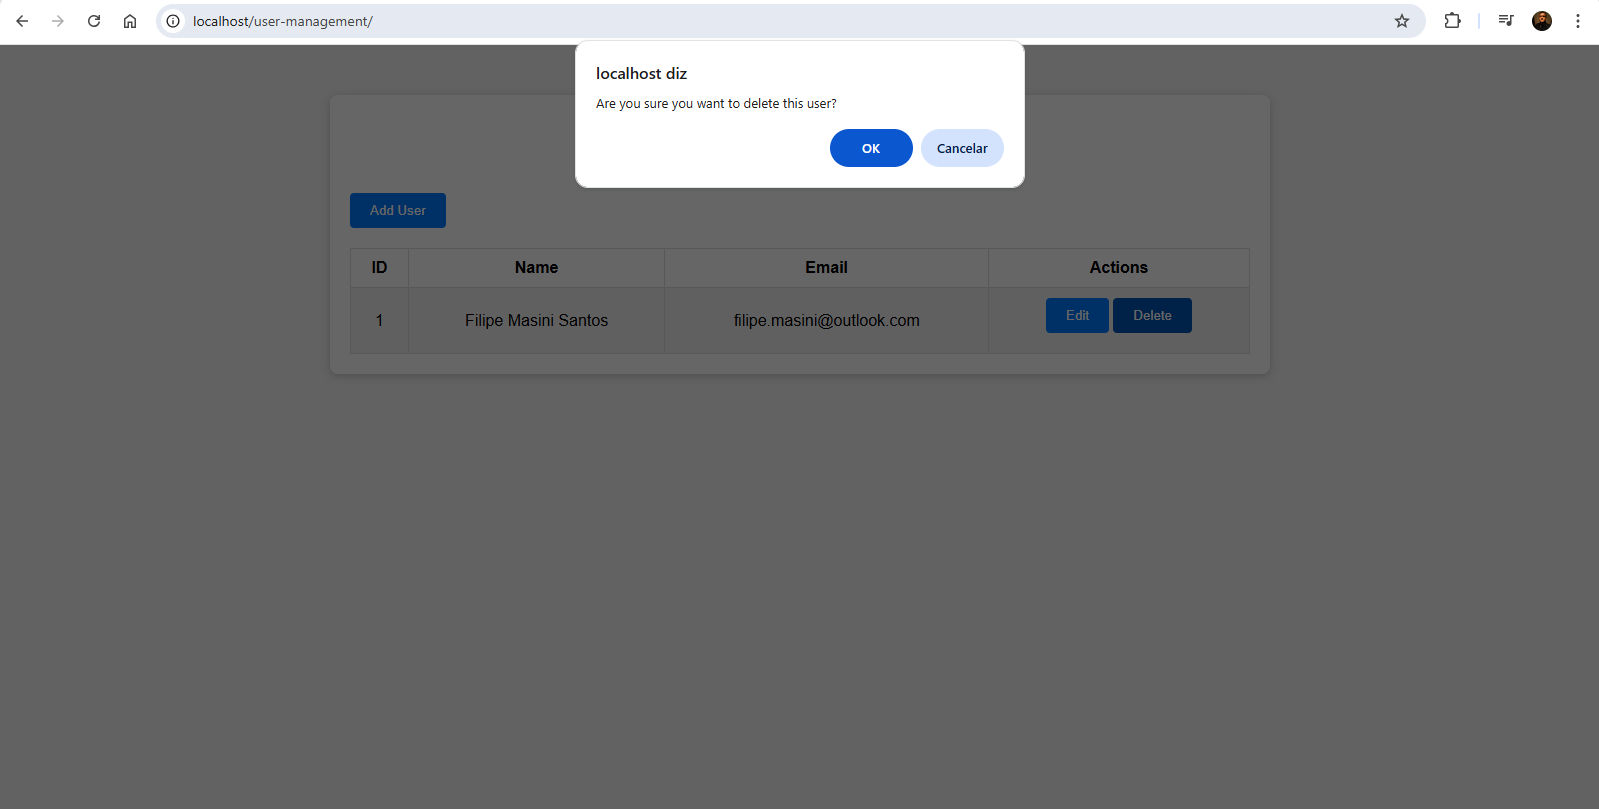 localhost/user-management/
localhost diz
Are you sure you want to delete this user?
OK
Cancelar
Add User
ID
Name
Email
Actions
1
Filipe Masini Santos
filipe.masini@outlook.com
Edit
Delete